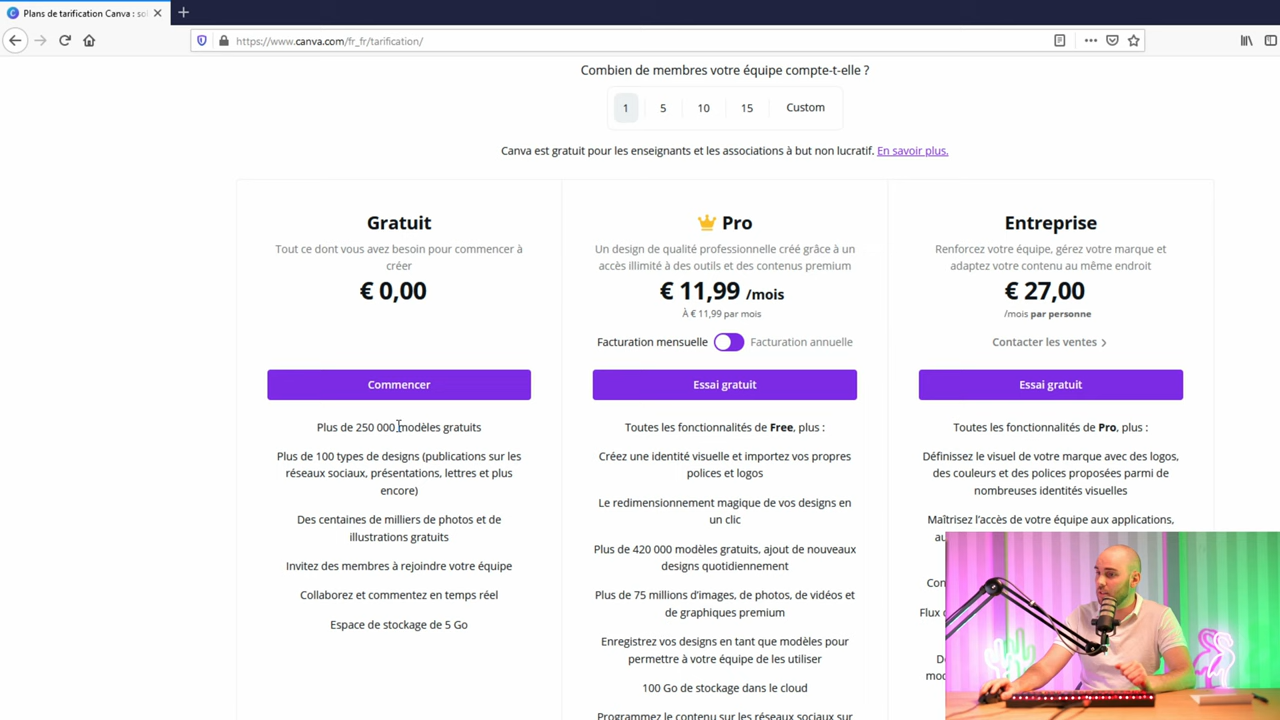 Plans de tarification Canva : sol
https://www.canva.com/fr_fr/tarification/
Combien de membres votre équipe compte-t-elle ?
1 5 10 15 Custom
Canva est gratuit pour les enseignants et les associations à but non lucratif. En savoir plus.
Gratuit
Tout ce dont vous avez besoin pour commencer à
créer
€ 0,00
Commencer
Plus de 250 000 modèles gratuits
Plus de 100 types de designs (publications sur les
réseaux sociaux, présentations, lettres et plus
encore)
Des centaines de milliers de photos et de
illustrations gratuits
Invitez des membres à rejoindre votre équipe
Collaborez et commentez en temps réel
Espace de stockage de 5 Go
Pro
Un design de qualité professionnelle créé grâce à un
accès illimité à des outils et des contenus premium
€ 11,99 /mois
À € 11,99 par mois
Facturation mensuelle Facturation annuelle
Essai gratuit
Toutes les fonctionnalités de Free, plus :
Créez une identité visuelle et importez vos propres
polices et logos
Le redimensionnement magique de vos designs en
un clic
Plus de 420 000 modèles gratuits, ajout de nouveaux
designs quotidiennement
Plus de 75 millions d'images, de photos, de vidéos et
de graphiques premium
Enregistrez vos designs en tant que modèles pour
permettre à votre équipe de les utiliser
100 Go de stockage dans le cloud
Programmez le contenu sur les réseaux sociaux sur
Entreprise
Renforcez votre équipe, gérez votre marque et
adaptez votre contenu au même endroit
€ 27,00
/mois par personne
Contacter les ventes
Essai gratuit
Toutes les fonctionnalités de Pro, plus :
Définissez le visuel de votre marque avec des logos,
des couleurs et des polices proposées parmi de
nombreuses identités visuelles
Maîtrisez l'accès de votre équipe aux applications,